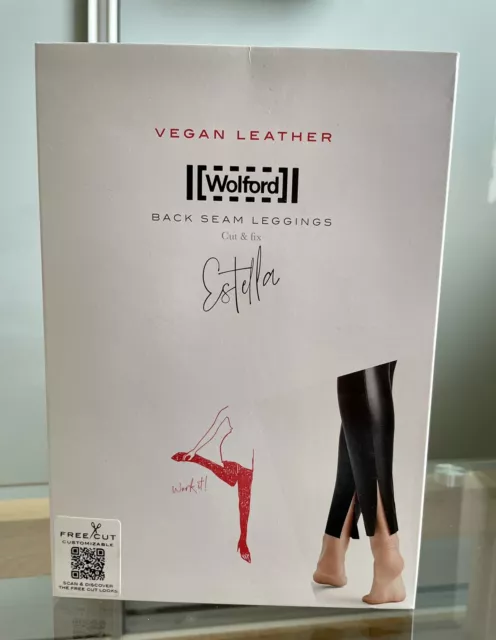 VEGAN LEATHER
Wolford
BACK SEAM LEGGINGS
Cut & fix
Estella
Work it!
FREE CUT
CUSTOMIZABLE
SCAN & DISCOVER
THE FREE CUT LOOPS